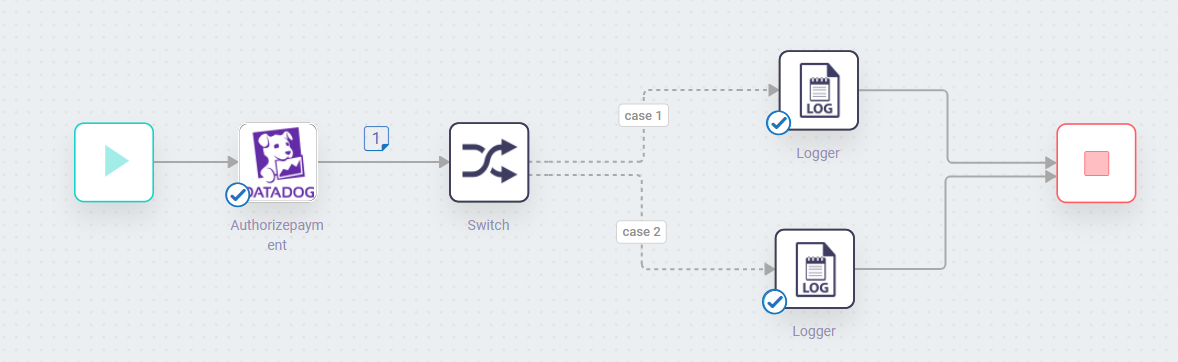 case 1
LOG
Logger
1
DATADOG
Authorizepaym
ent
Switch
case 2
LOG
Logger